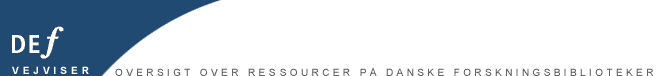 DEf
VEJVISER OVERSIGT OVER RESSOURCER PÅ DANSKE FORSKNINGSBIBLIOTEKER